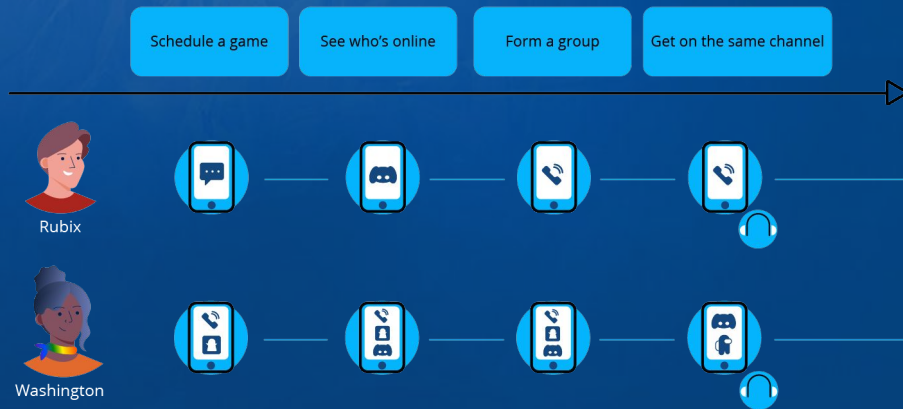 Schedule a game
See who's online
Form a group
Get on the same channel
Rubix
Washington